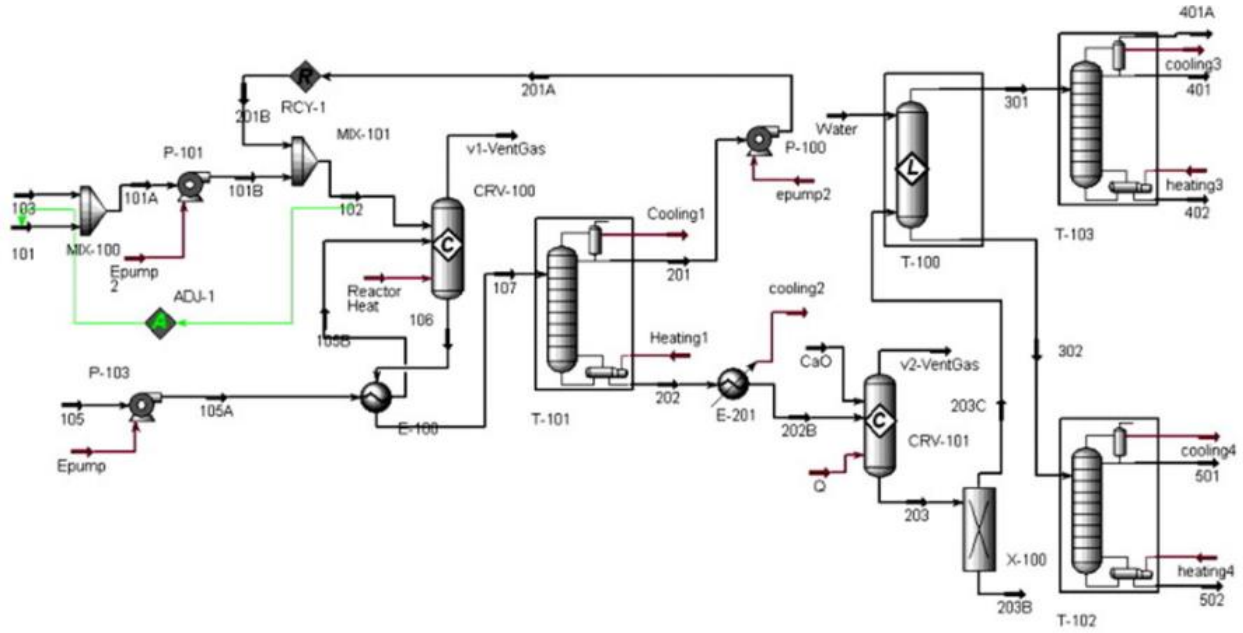 401A
cooling3
401
heating3
402
T-103
R
RCY-1
201A
201B
MIX-101
P-101
v1-VentGas
CRV-100
P-100
epump2
Water
L
301
T-100
103
101A
101B
102
101
MIX-100
Epump
2
C
Cooling1
201
Reactor
Heat
106
107
ADJ-1
A
105B
Heating1
cooling2
302
P-103
105
105A
E-100
T-101
202
E-201
202B
CaO
v2-VentGas
203C
C
CRV-101
Epump
Q
203
X-100
203B
cooling4
501
heating4
502
T-102